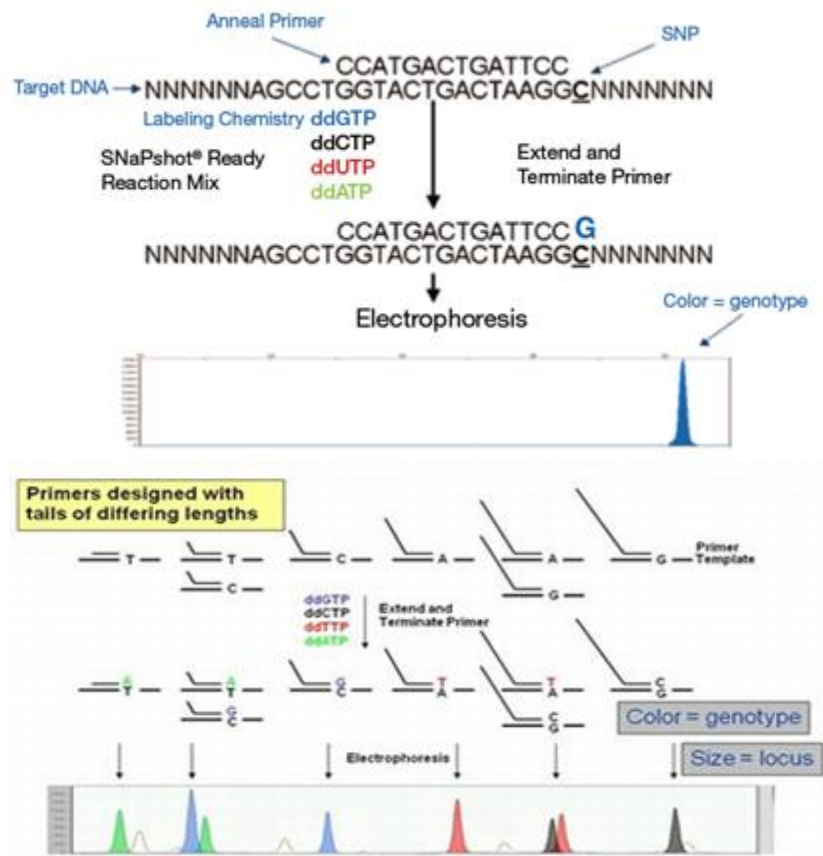 Anneal Primer
SNP
CCATGACTGATTCC
Target DNA
NNNNNNAGCCTGGTACTGACTAAGGCNNNNNNN
Labeling Chemistry ddGTP
ddCTP
ddUTP
ddATP
SNaPshot® Ready
Reaction Mix
Extend and
Terminate Primer
CCATGACTGATTCC G
NNNNNNAGCCTGGTACTGACTAAGGCNNNNNNN
Electrophoresis
Color = genotype
Primers designed with
tails of differing lengths
T T C A A G
Primer
Template
C G
ddGTP
ddCTP
ddTTP
ddATP
Extend and
Terminate Primer
A A G T T C
T T C A A G
G C
C G
Color = genotype
Electrophoresis
Size = locus